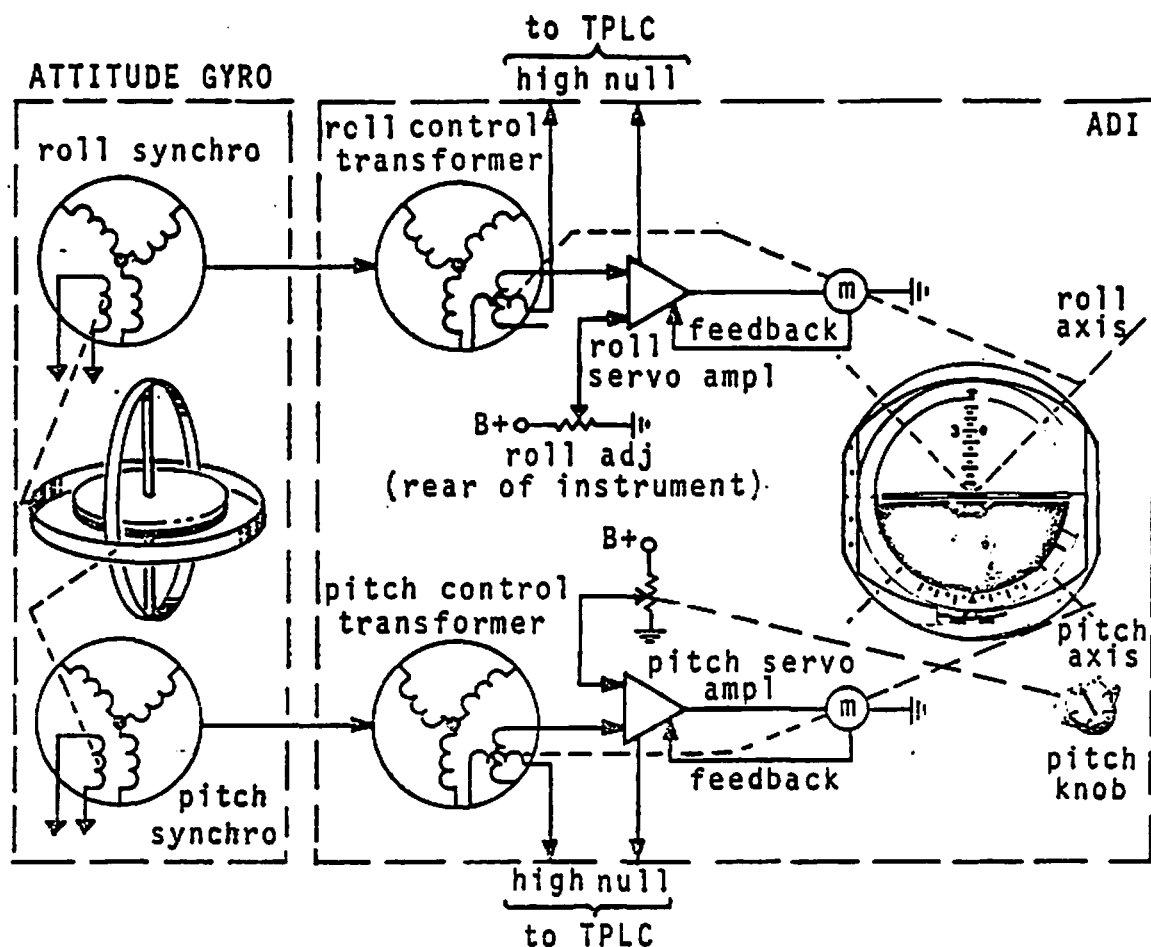 to TPLC
high null
ATTITUDE GYRO
ADI
roll synchro
roll control
transformer
m
roll
axis
feedback
roll
servo ampl
B+
roll adj
(rear of instrument)
3
B+
pitch control
transformer
pitch servo
ampl
pitch
axis
m
feedback
pitch
knob
pitch
synchro
high null
to TPLC